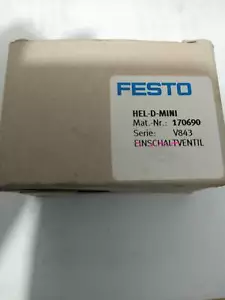 FESTO
HEL-D-MINI
Mat.-Nr.: 170690
Serie: V843
EINSCHALTVENTIL